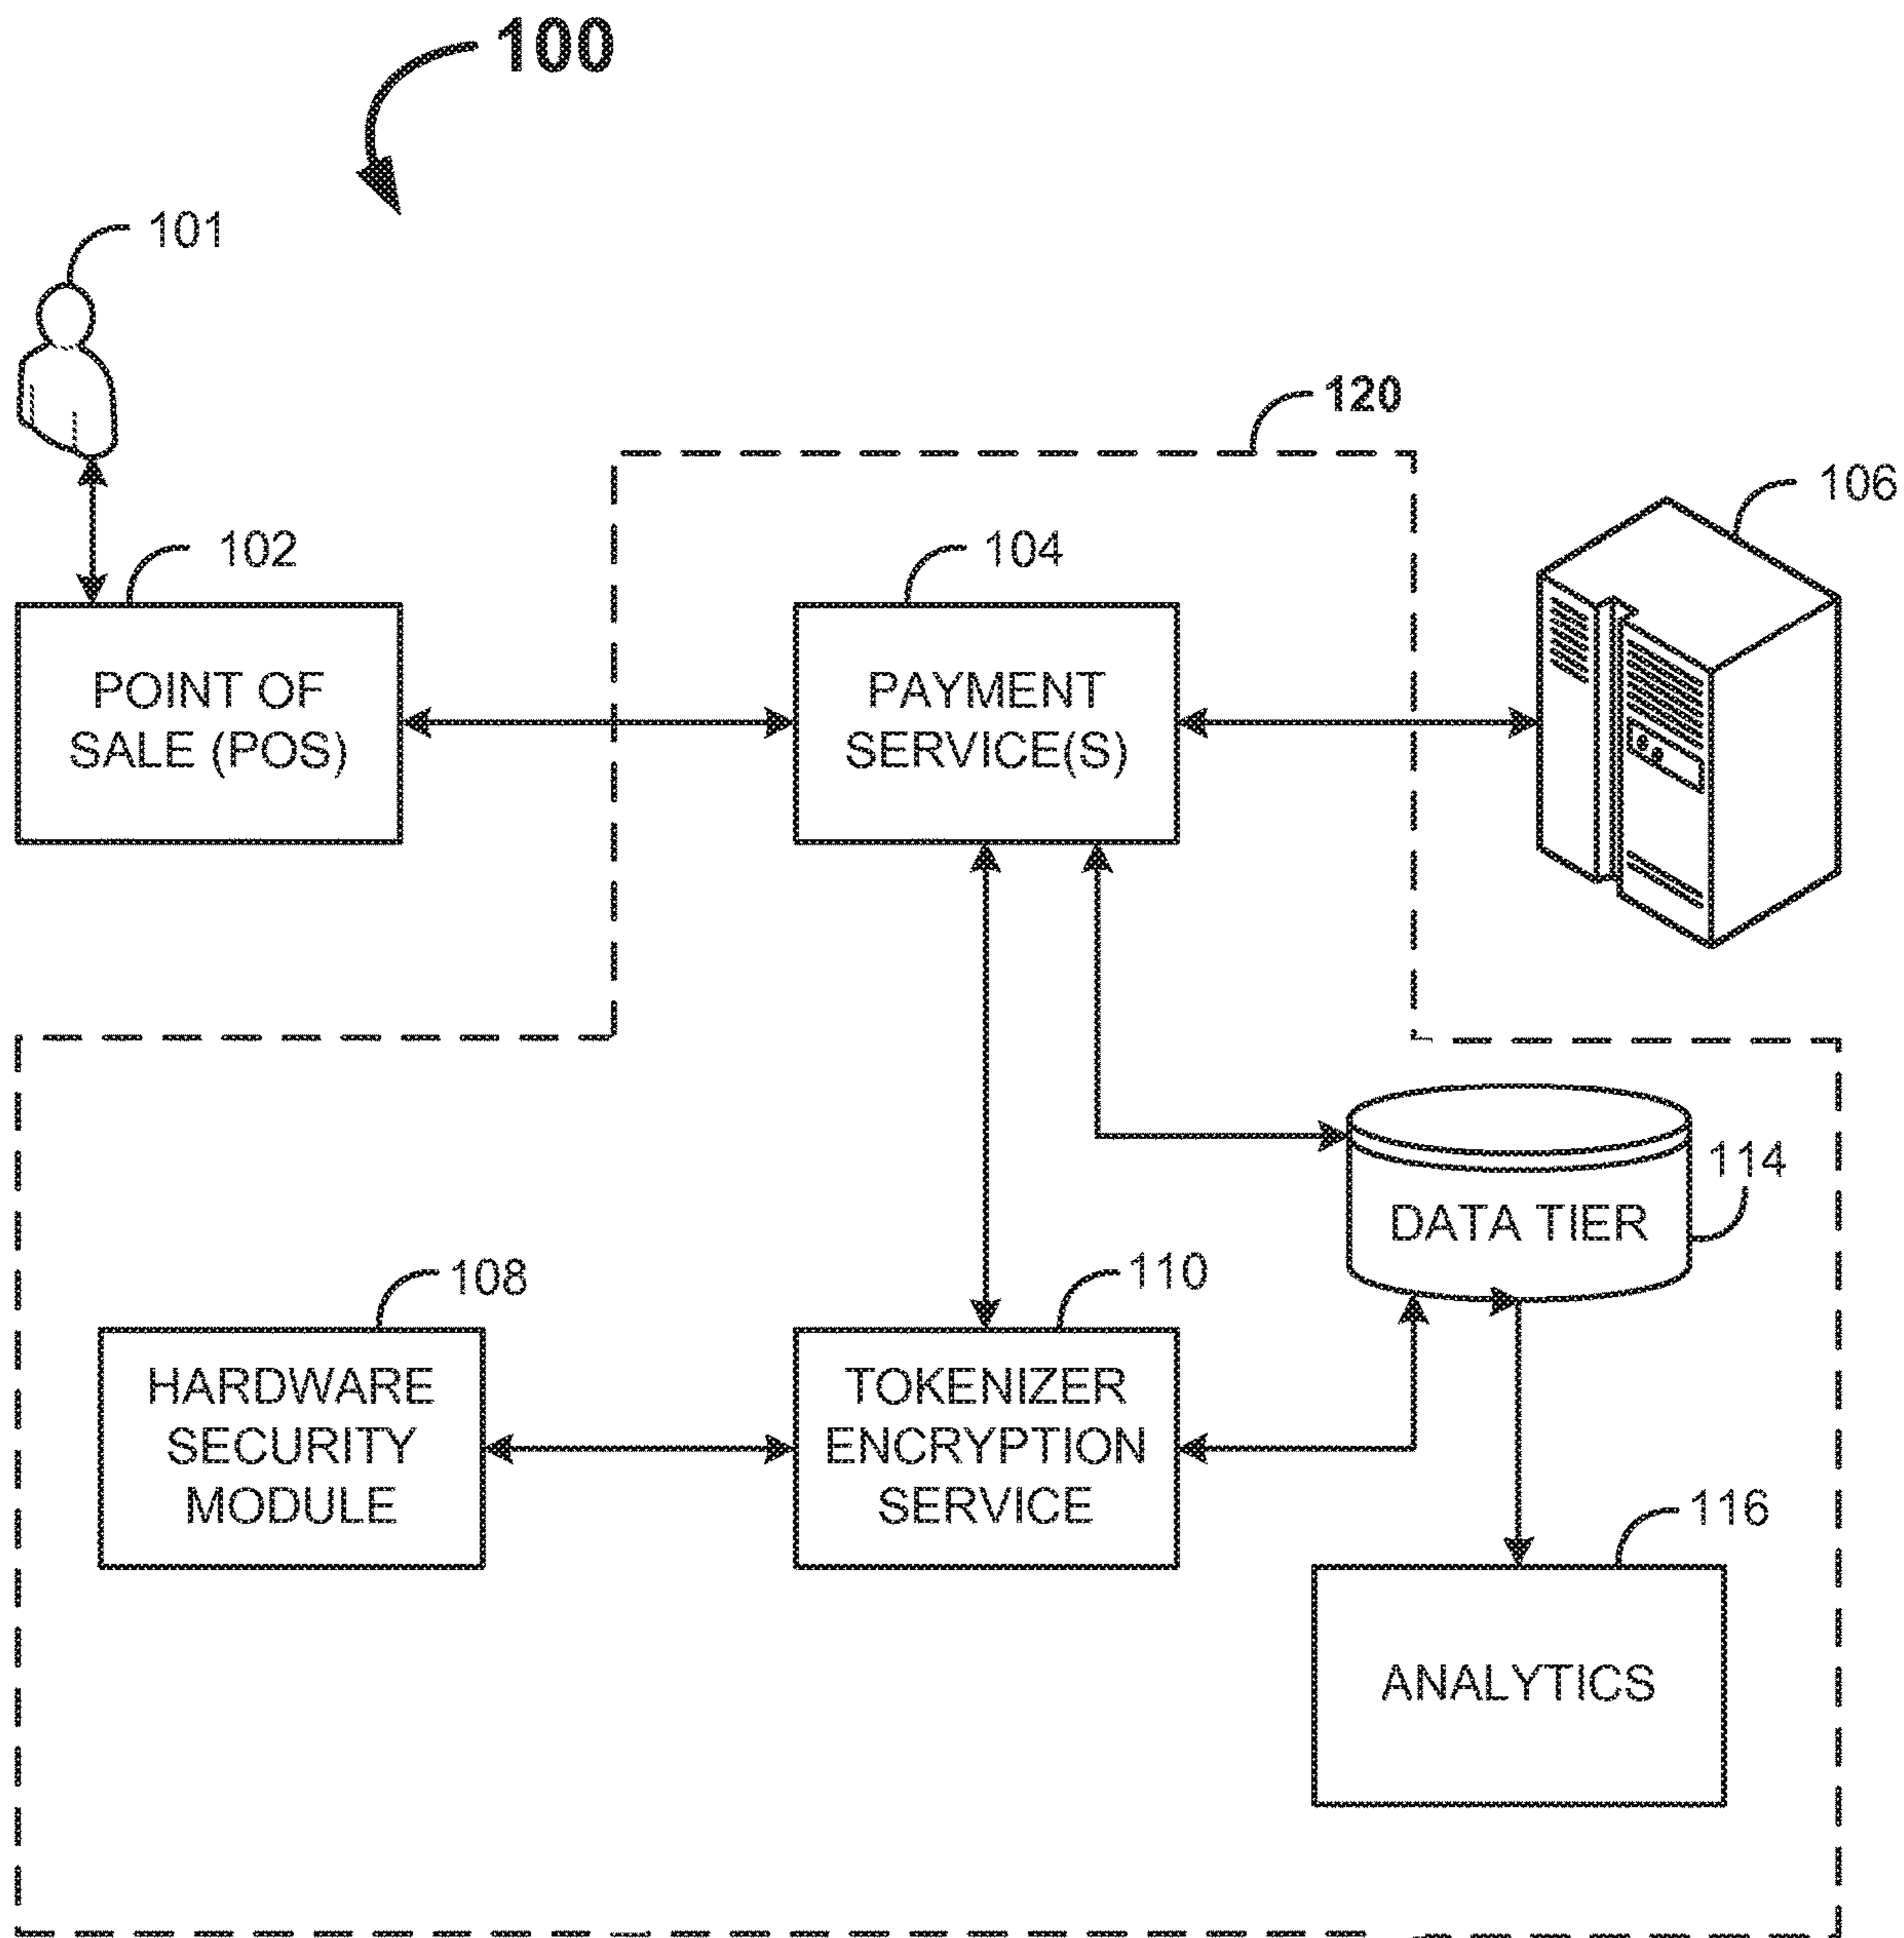 100
101
120
106
102
104
POINT OF
SALE (POS)
PAYMENT
SERVICE(S)
114
DATA TIER
108
110
HARDWARE
SECURITY
MODULE
TOKENIZER
ENCRYPTION
SERVICE
116
ANALYTICS